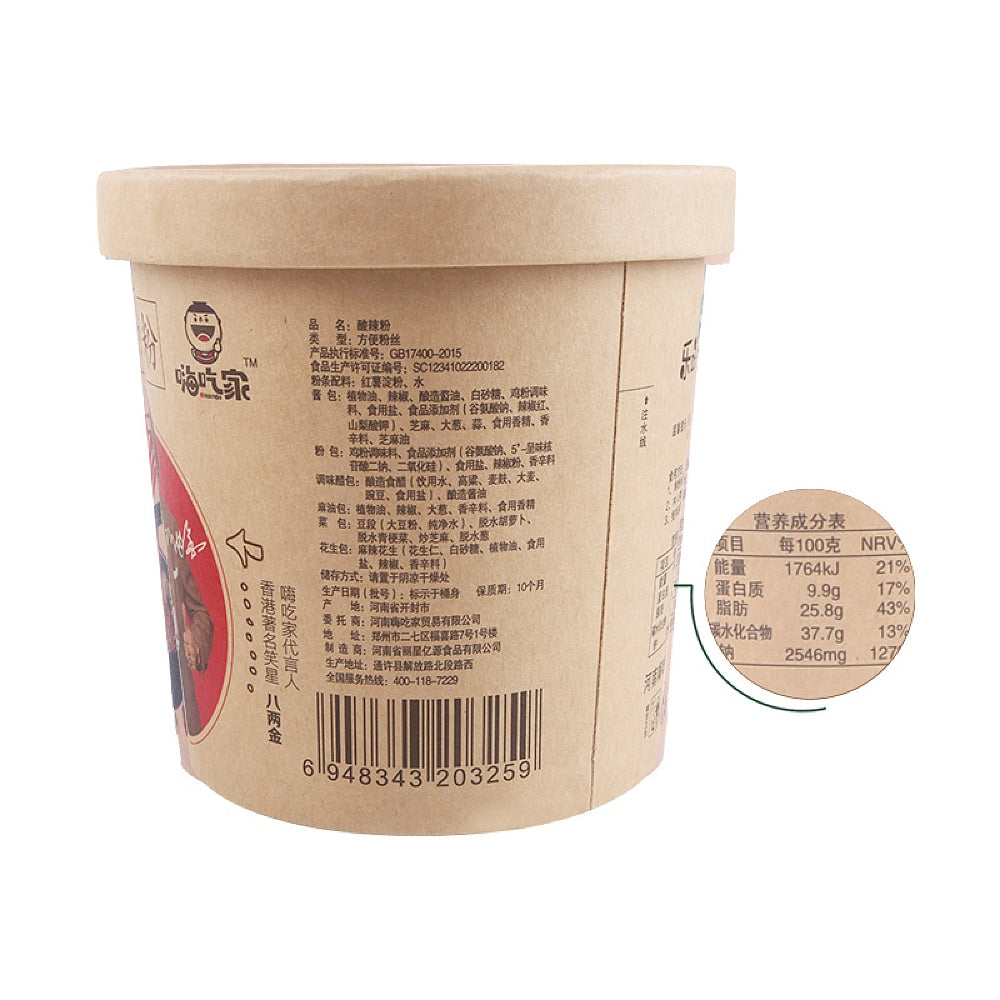 粉
嗨吃家
TM
品 名：酸辣粉
类 型：方便粉丝
产品执行标准号：GB17400-2015
食品生产许可证编号：SC12341022200182
粉条配料：红薯淀粉、水
酱 包：植物油、辣椒、酿造酱油、白砂糖、鸡粉调味
料、食用盐、食品添加剂（谷氨酸钠、辣椒红、
山梨酸钾）、芝麻、大葱、蒜、食用香精、香
辛料、芝麻油
粉 包：鸡粉调味料、食品添加剂（谷氨酸钠、5"-呈味核
苷酸二钠、二氧化硅）、食用盐、辣椒粉、香辛料
调味醋包：酿造食醋（饮用水、高粱、麦麸、大麦、
豌豆、食用盐）、酿造酱油
麻油包：植物油、辣椒、大葱、香辛料、食用香精
菜 包：豆段（大豆粉、纯净水）、脱水胡萝卜、
脱水青梗菜、炒芝麻、脱水葱
花生包：麻辣花生（花生仁、白砂糖、植物油、食用
盐、辣椒、香辛料）
储存方式：请置于阴凉干燥处
生产日期（批号）：标示于桶身 保质期：10个月
产 地：河南省开封市
委 托 商：河南嗨吃家贸易有限公司
地 址：郑州市二七区福喜路7号1号楼
制 造 商：河南省丽星亿源食品有限公司
生产地址：通许县解放路北段路西
全国服务热线：400-118-7229
6 948343 203259
嗨吃家代言人
香港著名笑星 八两金
注水线
营养成分表
项目 每100克 NRV%
能量 1764kJ 21%
蛋白质 9.9g 17%
脂肪 25.8g 43%
碳水化合物 37.7g 13%
钠 2546mg 127%